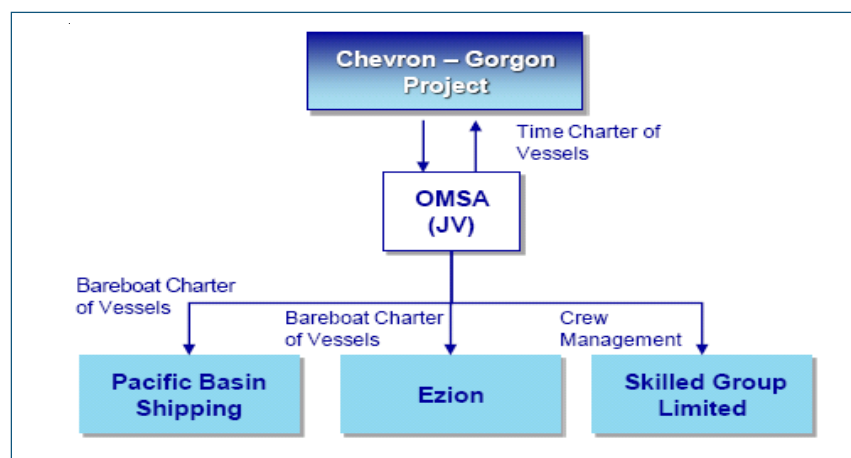 Chevron – Gorgon
Project
Time Charter of
Vessels
OMSA
(JV)
Bareboat Charter
of Vessels
Bareboat Charter
of Vessels
Crew
Management
Pacific Basin
Shipping
Ezion
Skilled Group
Limited